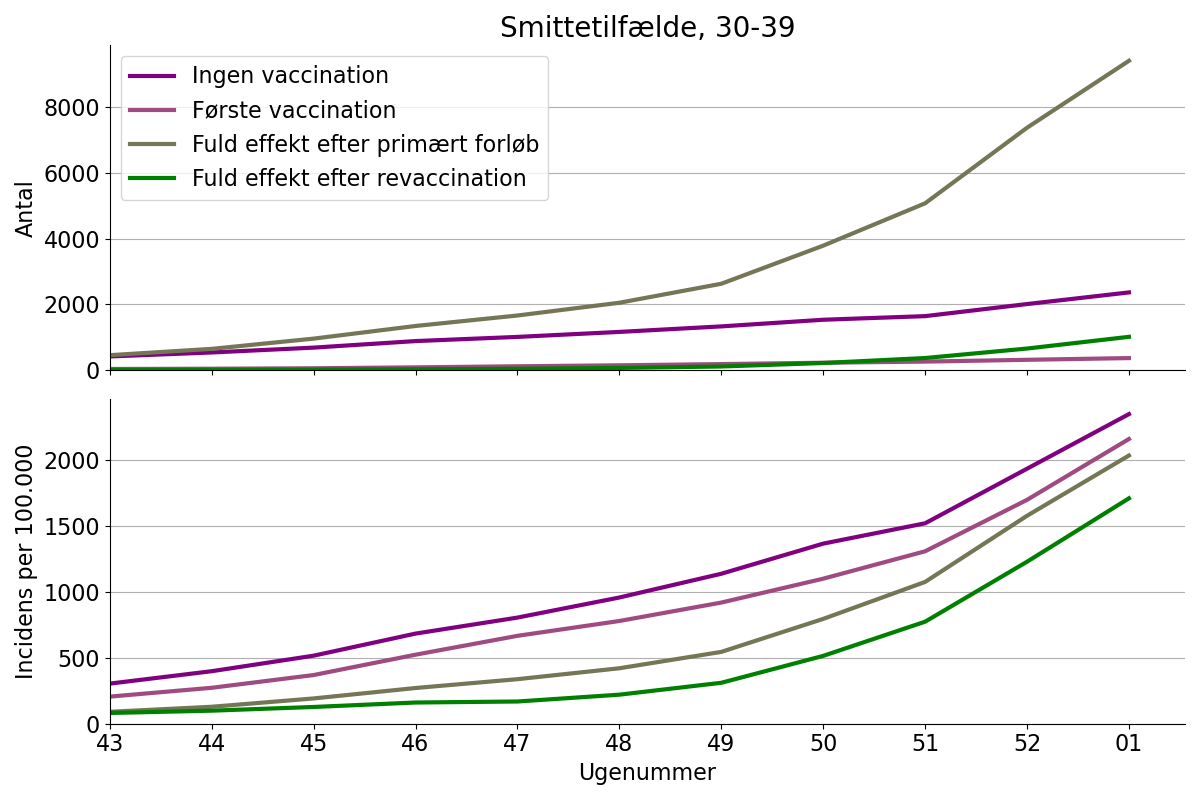 Smittetilfælde, 30-39
Ingen vaccination
Første vaccination
Fuld effekt efter primært forløb
Fuld effekt efter revaccination
Antal
8000
6000
4000
2000
0
Incidens per 100.000
2000
1500
1000
500
0
43 44 45 46 47 48 49 50 51 52 01
Ugenummer